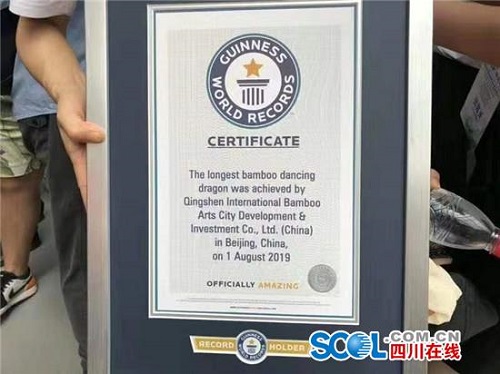 GUINNESS
WORLD RECORDS
CERTIFICATE
The longest bamboo dancing
dragon was achieved by
Qingshen International Bamboo
Arts City Development &
Investment Co., Ltd. (China)
in Beijing, China,
on 1 August 2019
OFFICIALLY AMAZING
RECORD HOLDER
SCOL.COM.CN
四川在线